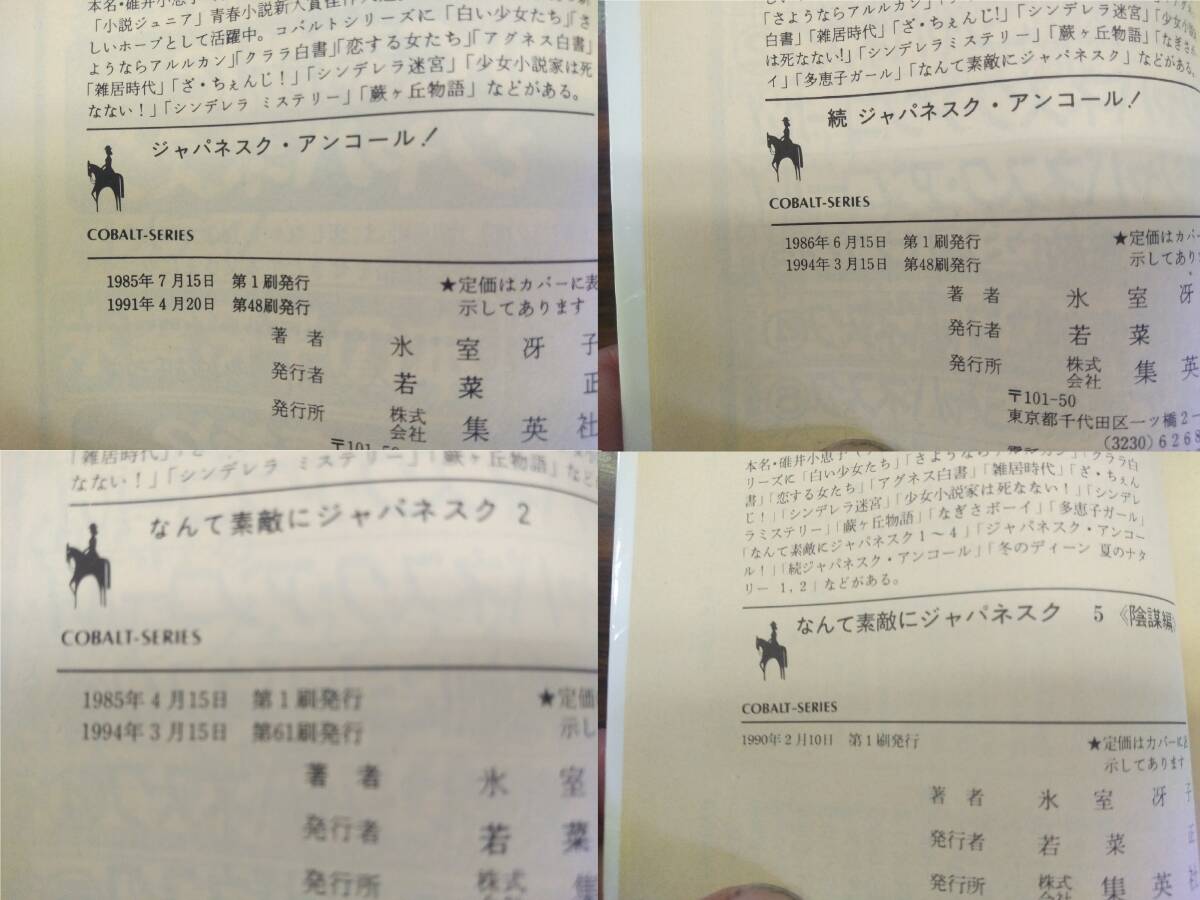 「小説ジュニア」青春小説新人賞佳作入選
しいホープとして活躍中。コバルトシリーズに「白い少女たち」「さ
ようならアルルカン」「クララ白書」「恋する女たち」「アグネス白書」
「雑居時代」「ざ・ちぇんじ！」「シンデレラ迷宮」「少女小説家は死
なない！」「シンデレラ ミステリー」「蕨ヶ丘物語」などがある。
ジャパネスク・アンコール！
COBALT-SERIES
1985年7月15日 第1刷発行
1991年4月20日 第48刷発行
★定価はカバーに表
示してあります
著者 氷室冴子
発行者 若菜正
発行所 株式会社 集英社
〒101-50
「さようならアルルカン」
白書」「雑居時代」「ざ・ちぇんじ!」「シンデレラ迷宮」「少女小説
は死なない!」「シンデレラミステリー」「蕨ヶ丘物語」「なぎさボ
イ」「多恵子ガール」「なんて素敵にジャパネスク」などがある。
続 ジャパネスク・アンコール！
COBALT-SERIES
1986年6月15日 第1刷発行
1994年3月15日 第48刷発行
★定価はカバ
示してあり
著者 氷室冴
発行者 若菜
発行所 株式会社 集英
〒101-50
東京都千代田区一ツ橋2-
(3230)6268
「雑居時代」
なない！」「シンデレラ ミステリー」「蕨ヶ丘物語」など
なんて素敵にジャパネスク 2
COBALT-SERIES
1985年4月15日 第1刷発行
1994年3月15日 第61刷発行
★定価
示し
著者 氷室
発行者 若菜
発行所 株式 集
本名・碓井小恵子
リーズに「白い少女たち」「さようならアルルカン」「クララ白
書」「恋する女たち」「アグネス白書」「雑居時代」「ざ・ちぇん
じ！」「シンデレラ迷宮」「少女小説家は死なない！」「シンデレ
ラミステリー」「蕨ヶ丘物語」「なぎさボーイ」「多恵子ガール」
「なんて素敵にジャパネスク1～4」「ジャパネスク・アンコー
ル！」「続ジャパネスク・アンコール」「冬のディーン 夏のナタ
リー 1,2」などがある。
なんて素敵にジャパネスク 5 《陰謀編》
COBALT-SERIES
1990年2月10日 第1刷発行
★定価はカバーに
示してあります
著者 氷室冴子
発行者 若菜正
発行所 株式会社 集英社